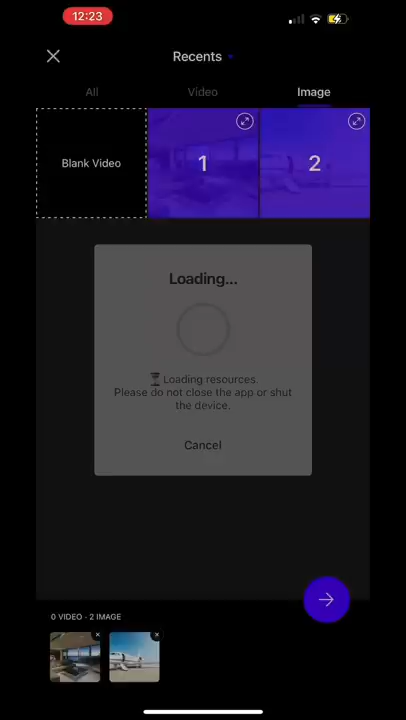 12:23
Recents
All
Video
Image
Blank Video
1
2
Loading...
⏳Loading resources.
Please do not close the app or shut
the device.
Cancel
0 VIDEO · 2 IMAGE